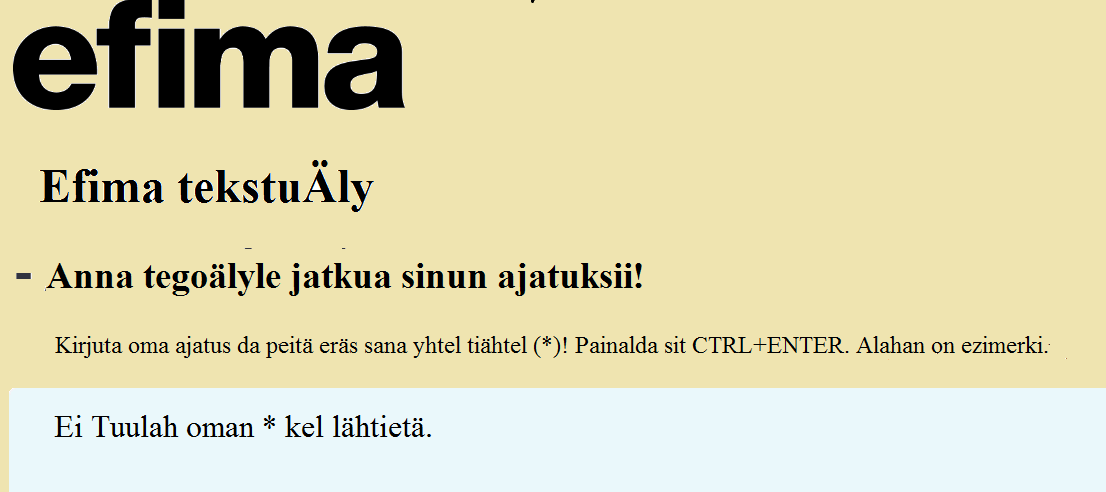 efima
Efima tekstuÄly
- Anna tegoälyle jatkua sinun ajatuksii!
Kirjuta oma ajatus da peitä eräs sana yhtel tiähtel (*)! Painalda sit CTRL+ENTER. Alahan on ezimerki.
Ei Tuulah oman * kel lähtietä.